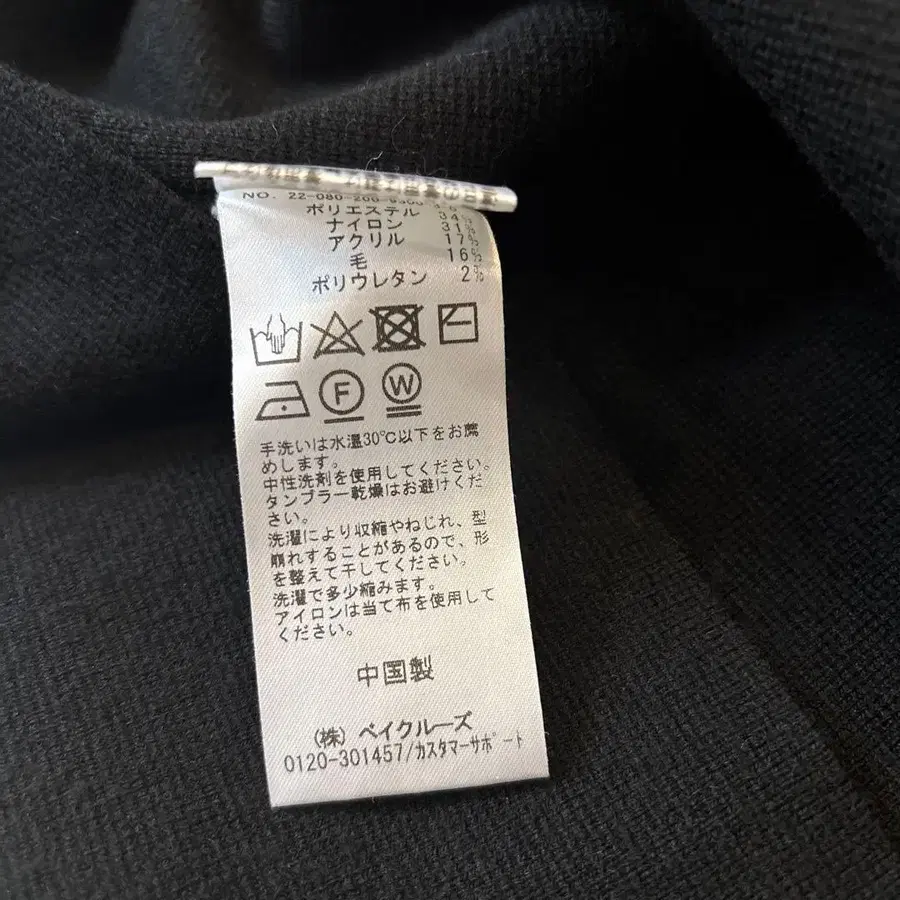 NO. 22-080-200-
ポリエステル 34%
ナイロン 31%
アクリル 17%
毛 16%
ポリウレタン 2%
F W
手洗いは水温30℃以下をお薦
めします。
中性洗剤を使用してください。
タンブラー乾燥はお避けくだ
さい。
洗濯により収縮やねじれ、型
崩れすることがあるので、形
を整えて干してください。
洗濯で多少縮みます。
アイロンは当て布を使用して
ください。
中国製
(株) ベイクルーズ
0120-301457/カスタマーサポート